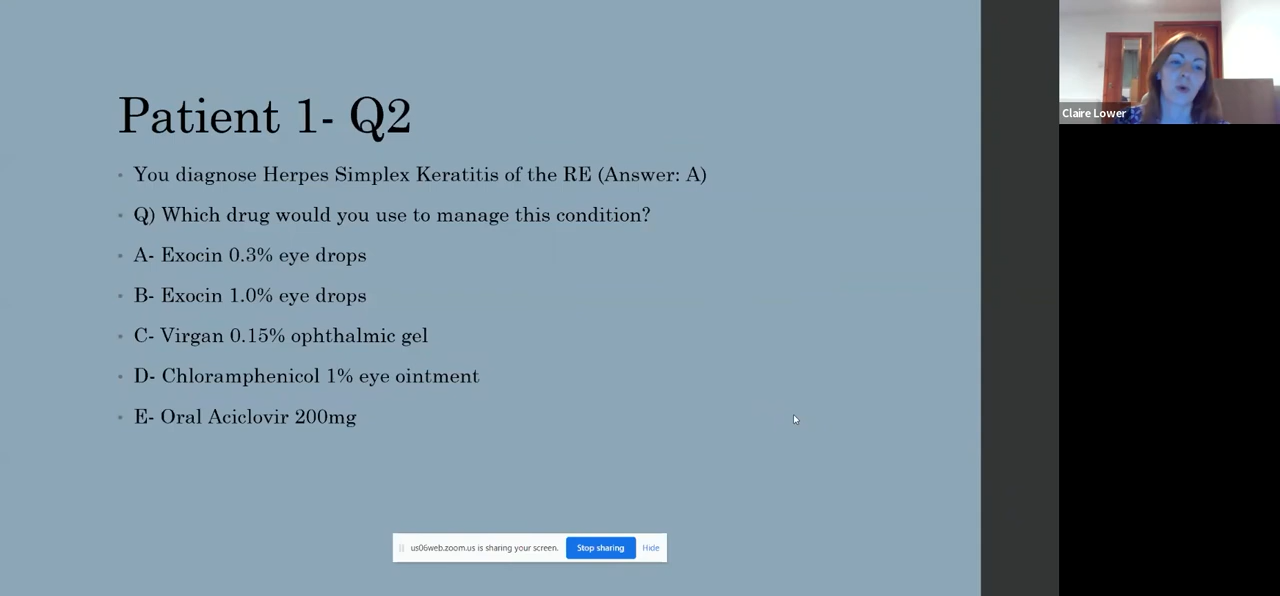 Patient 1- Q2
You diagnose Herpes Simplex Keratitis of the RE (Answer: A)
Q) Which drug would you use to manage this condition?
A- Exocin 0.3% eye drops
B- Exocin 1.0% eye drops
C- Virgan 0.15% ophthalmic gel
D- Chloramphenicol 1% eye ointment
E- Oral Aciclovir 200mg
Claire Lower
us06web.zoom.us is sharing your screen. Stop sharing Hide